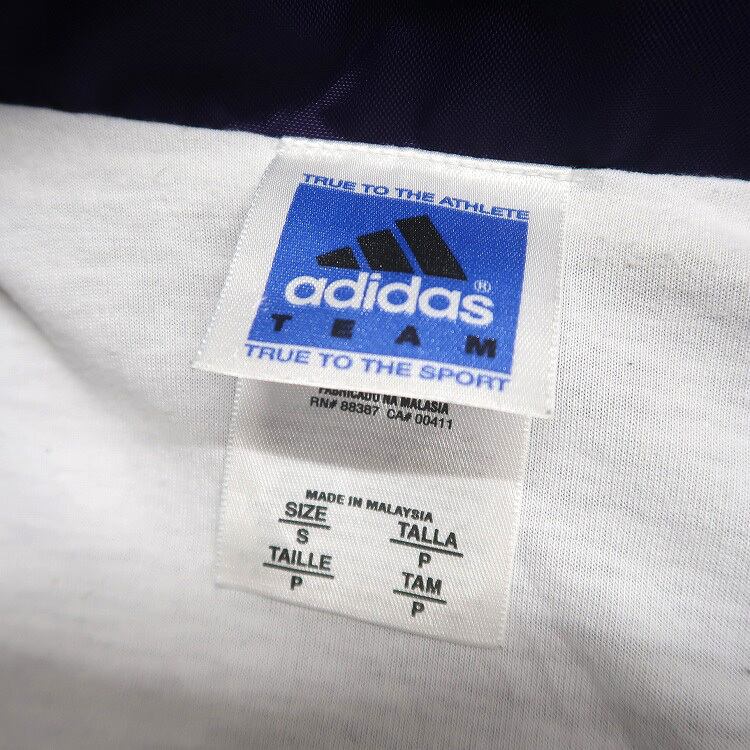 TRUE TO THE ATHLETE
adidas®
TEAM
TRUE TO THE SPORT
FABRICADO NA MALASIA
RN# 88387 CA# 00411
MADE IN MALAYSIA
SIZE TALLA
S P
TAILLE TAM
P P